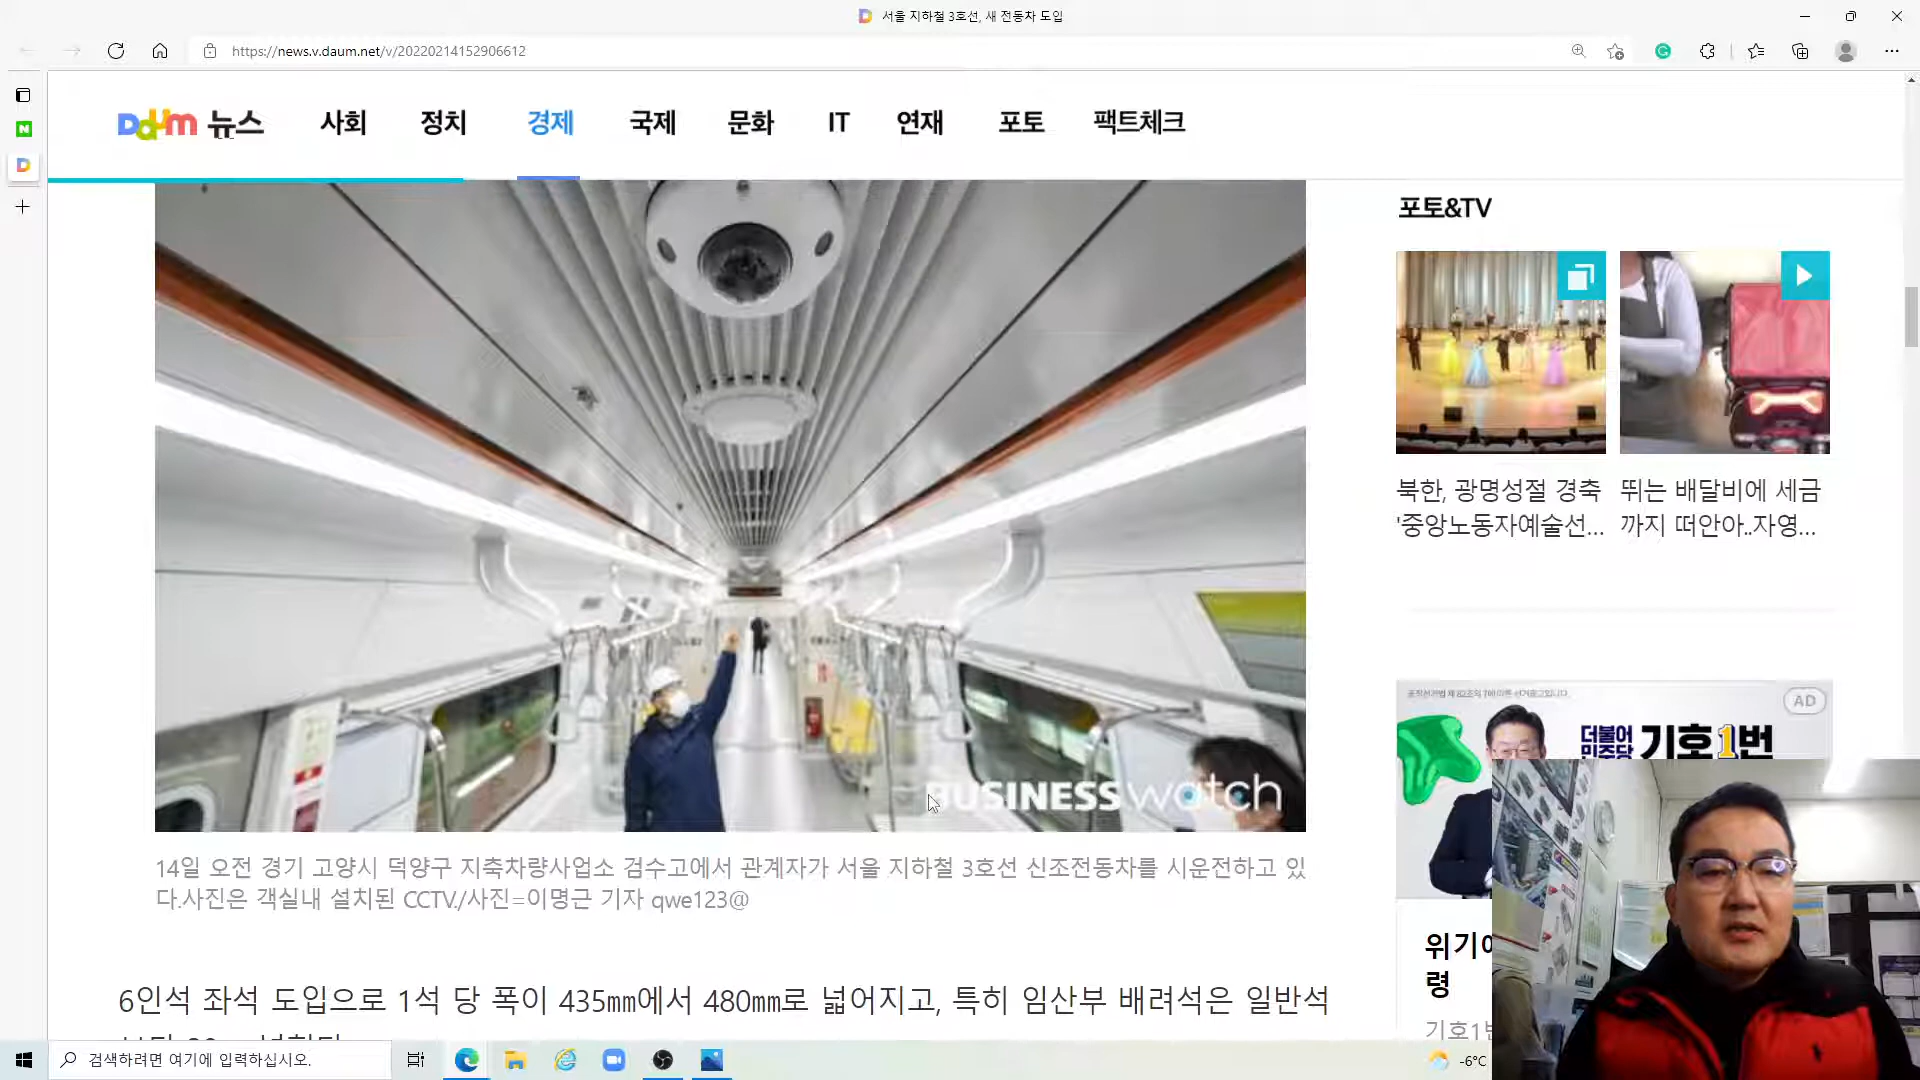 서울 지하철 3호선, 새 전동차 도입
https://news.v.daum.net/v/20220214152906612
Daum 뉴스 사회 정치 경제 국제 문화 IT 연재 포토 팩트체크
BUSINESSwatch
14일 오전 경기 고양시 덕양구 지축차량사업소 검수고에서 관계자가 서울 지하철 3호선 신조전동차를 시운전하고 있
다.사진은 객실내 설치된 CCTV./사진=이명근 기자 qwe123@
6인석 좌석 도입으로 1석 당 폭이 435㎜에서 480㎜로 넓어지고, 특히 임산부 배려석은 일반석
포토&TV
북한, 광명성절 경축
'중앙노동자예술선...
뛰는 배달비에 세금
까지 떠안아..자영...
AD
더불어
민주당 기호1번
령
검색하려면 여기에 입력하십시오.
-6°C